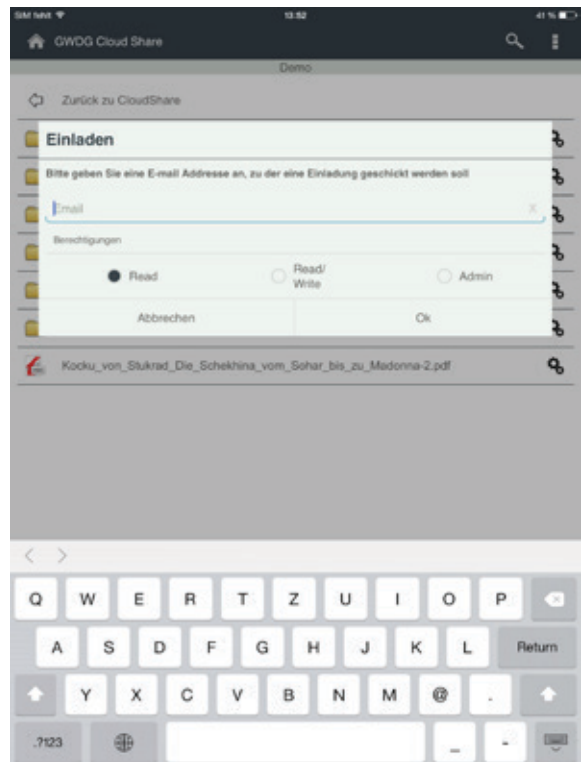 SIM fehlt 13:52 41 %
GWDG Cloud Share
Demo
Zurück zu CloudShare
Einladen
Bitte geben Sie eine E-mail Addresse an, zu der eine Einladung geschickt werden soll
Email X
Berechtigungen
Read Read/ Admin
Write
Abbrechen Ok
Kocku_von_Stukrad_Die_Schekhina_vom_Sohar_bis_zu_Madonna-2.pdf
Q W E R T Z U I O P
A S D F G H J K L Return
Y X C V B N M @ .
.?123 _ -